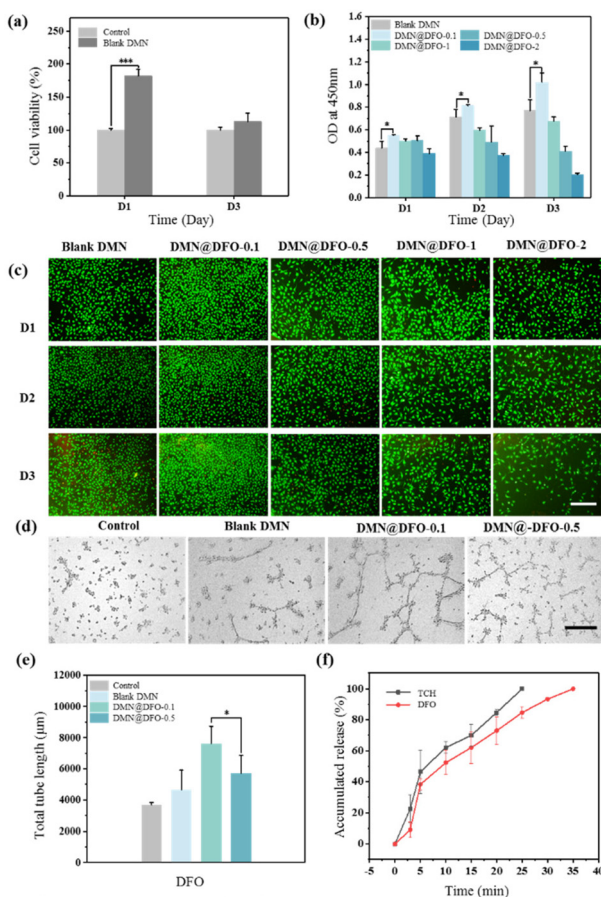 (a)
Control
Blank DMN
Cell viability (%)
250
200
150
100
50
0
***
D1
D3
Time (Day)
(b)
Blank DMN
DMN@DFO-0.1
DMN@DFO-0.5
DMN@DFO-1
DMN@DFO-2
OD at 450nm
1.6
1.4
1.2
1.0
0.8
0.6
0.4
0.2
0.0
*
*
*
D1
D2
D3
Time (Day)
(c)
Blank DMN
DMN@DFO-0.1
DMN@DFO-0.5
DMN@DFO-1
DMN@DFO-2
D1
D2
D3
(d)
Control
Blank DMN
DMN@DFO-0.1
DMN@-DFO-0.5
(e)
Control
Blank DMN
DMN@DFO-0.1
DMN@DFO-0.5
Total tube length (μm)
12000
10000
8000
6000
4000
2000
0
*
DFO
(f)
TCH
DFO
Accumulated release (%)
120
100
80
60
40
20
0
-5
0
5
10
15
20
25
30
35
40
Time (min)